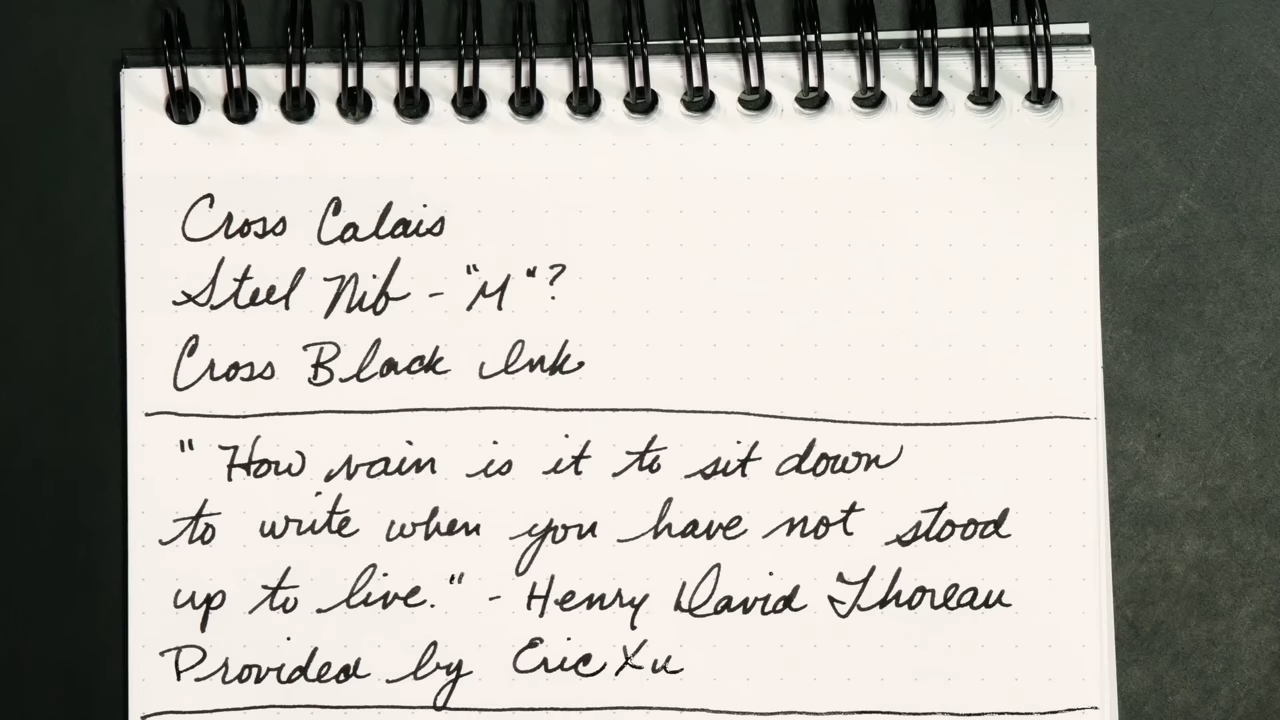 Cross Calais
Steel Nib - "M"?
Cross Black Ink
"How vain is it to sit down
to write when you have not stood
up to live." - Henry David Thoreau
Provided by Eric Xu